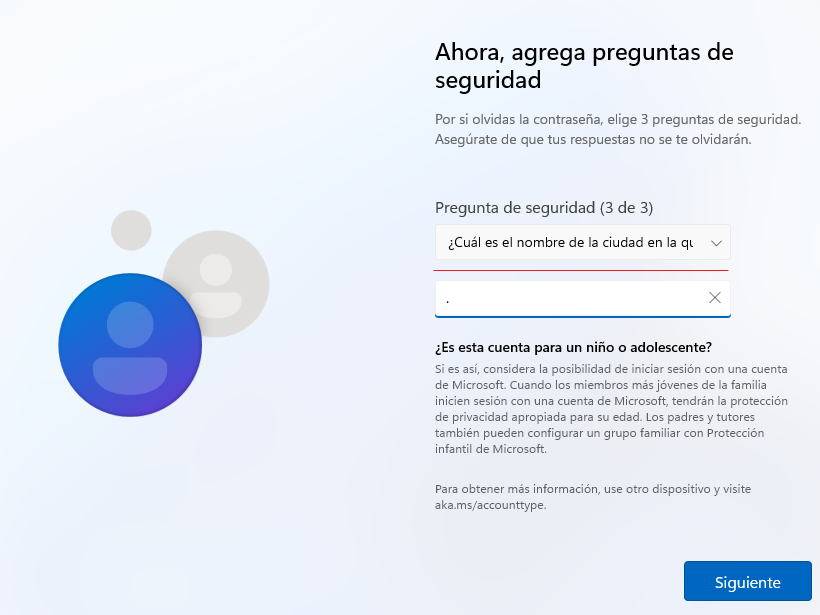 Ahora, agrega preguntas de
seguridad
Por si olvidas la contraseña, elige 3 preguntas de seguridad.
Asegúrate de que tus respuestas no se te olvidarán.
Pregunta de seguridad (3 de 3)
¿Cuál es el nombre de la ciudad en la
.
¿Es esta cuenta para un niño o adolescente?
Si es así, considera la posibilidad de iniciar sesión con una cuenta
de Microsoft. Cuando los miembros más jóvenes de la familia
inicien sesión con una cuenta de Microsoft, tendrán la protección
de privacidad apropiada para su edad. Los padres y tutores
también pueden configurar un grupo familiar con Protección
infantil de Microsoft.
Para obtener más información, use otro dispositivo y visite
aka.ms/accounttype.
Siguiente